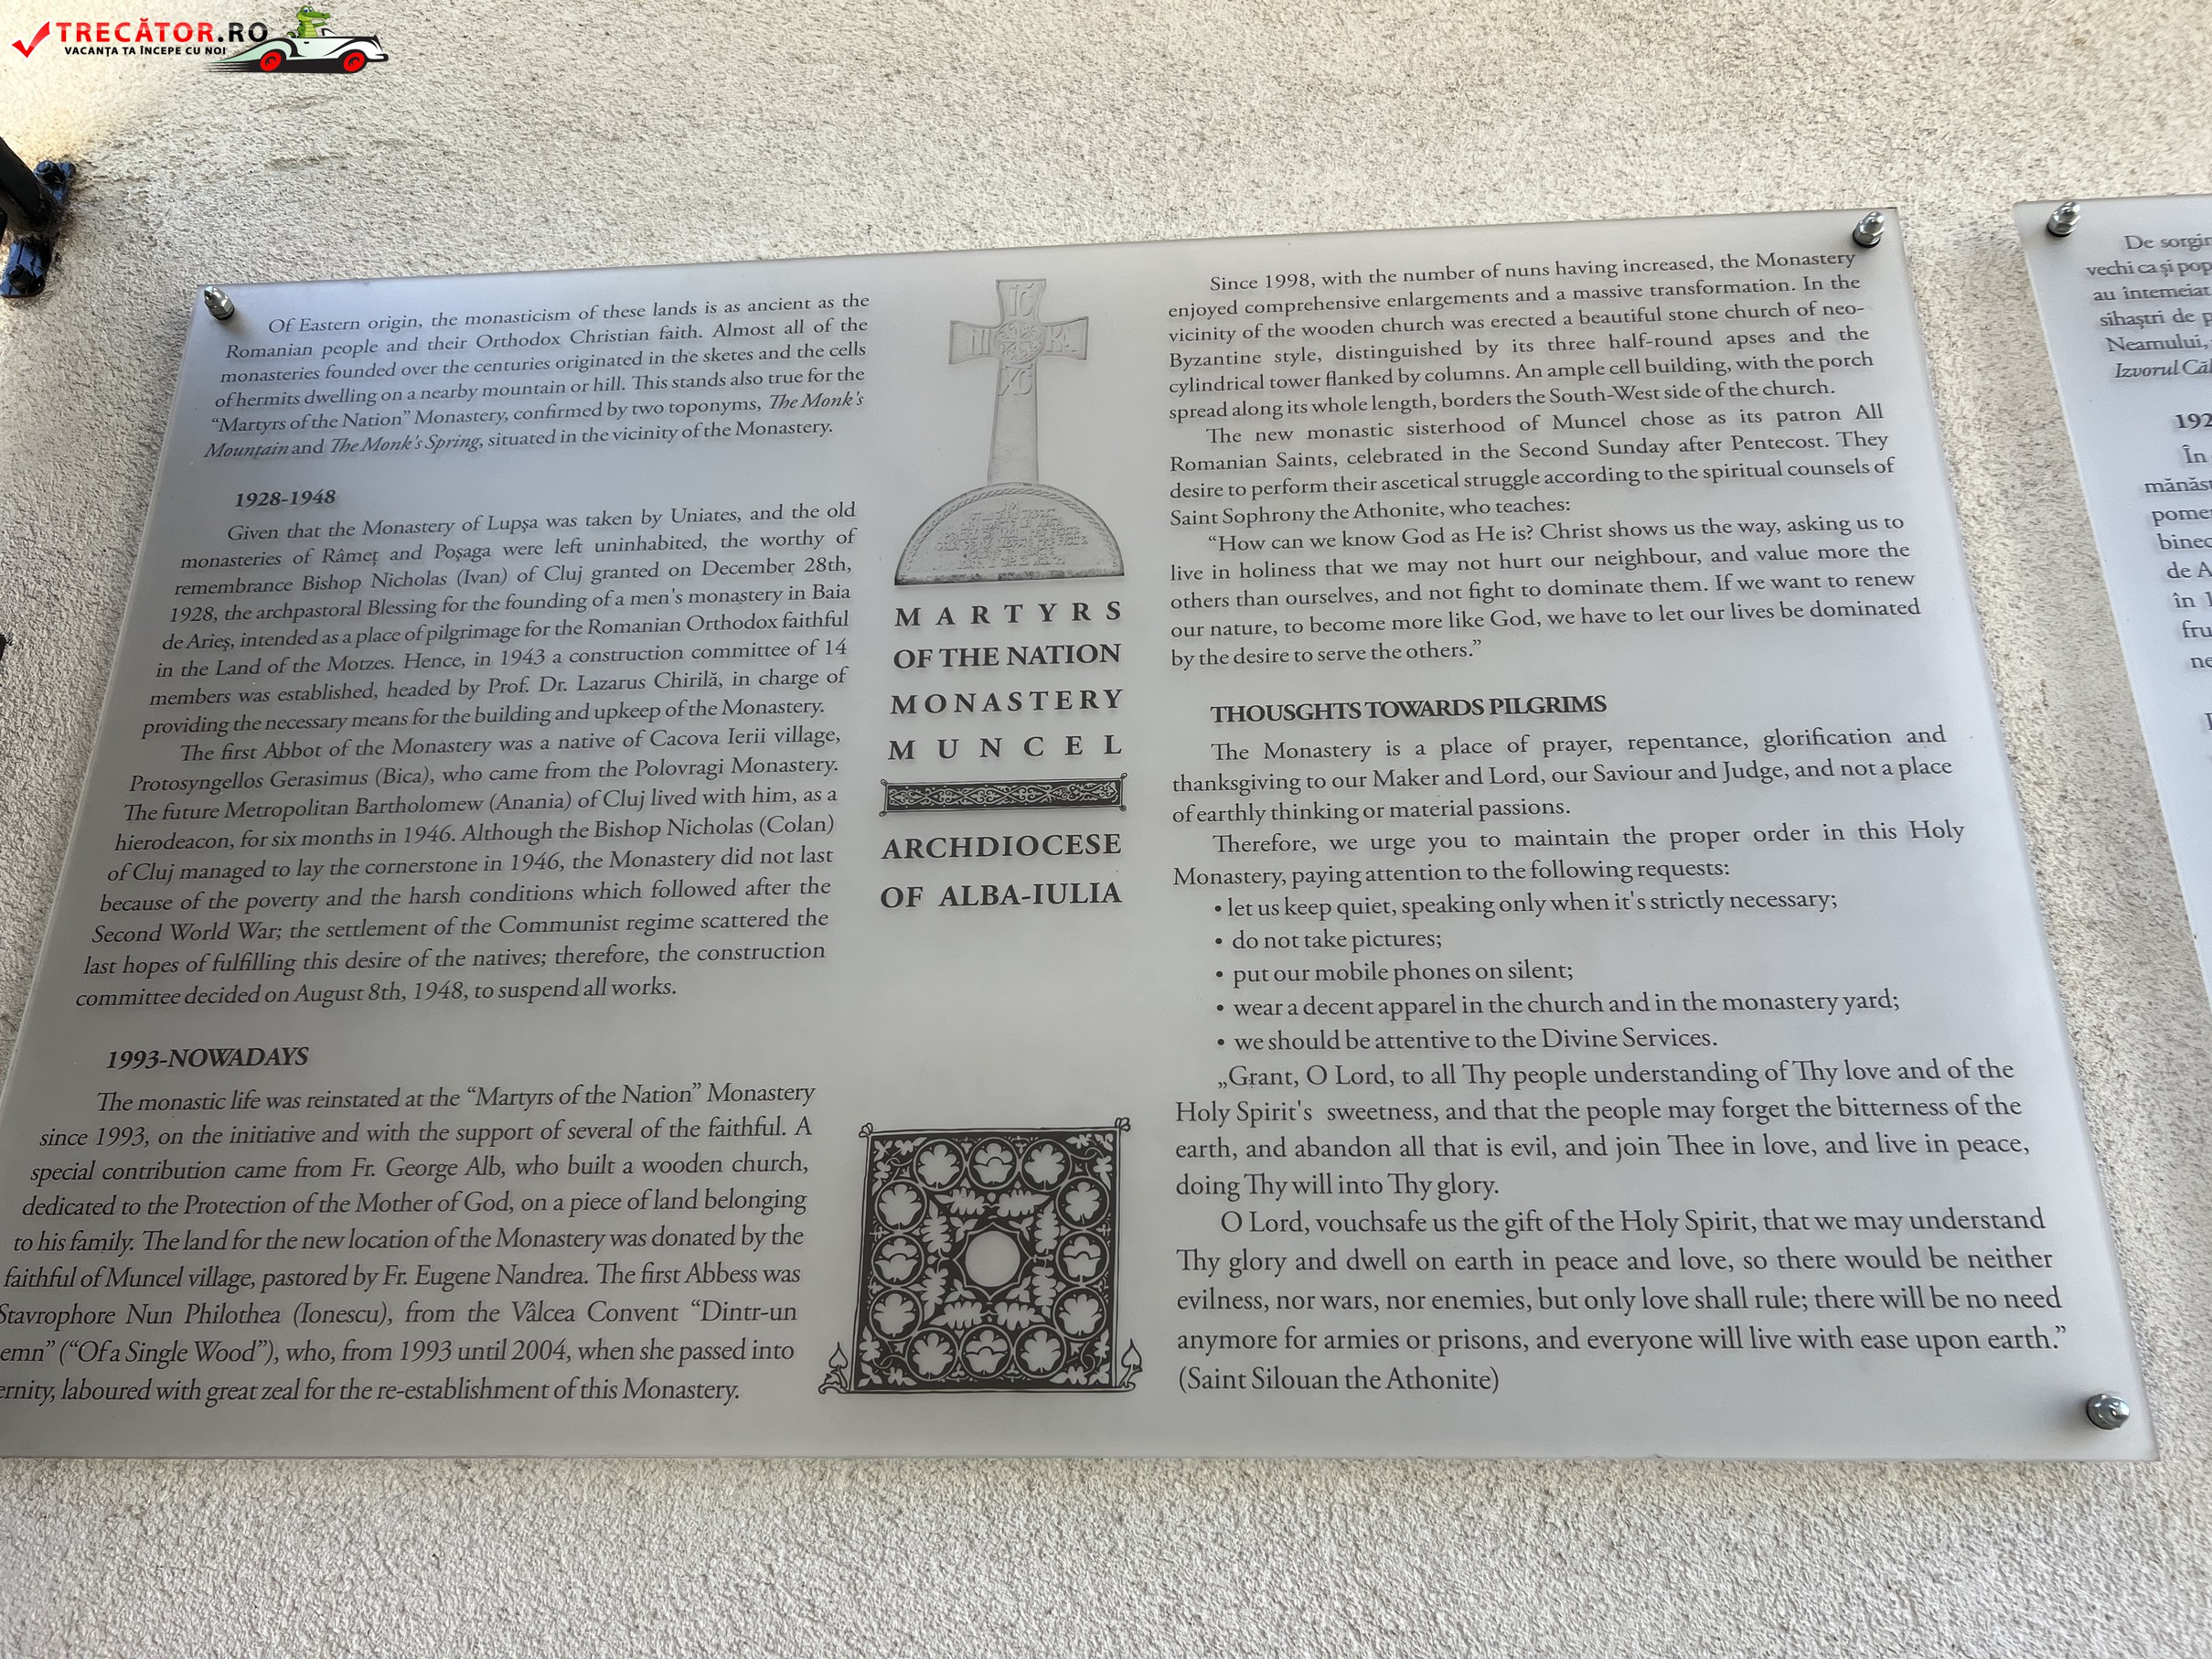 TRECĂTOR.RO
VACANȚA TA ÎNCEPE CU NOI
Of Eastern origin, the monasticism of these lands is as ancient as the
Romanian people and their Orthodox Christian faith. Almost all of the
monasteries founded over the centuries originated in the sketes and the cells
of hermits dwelling on a nearby mountain or hill. This stands also true for the
“Martyrs of the Nation” Monastery, confirmed by two toponyms, The Monk's
Mountain and The Monk's Spring, situated in the vicinity of the Monastery.
1928-1948
Given that the Monastery of Lupșa was taken by Uniates, and the old
monasteries of Râmeț and Poșaga were left uninhabited, the worthy of
remembrance Bishop Nicholas (Ivan) of Cluj granted on December 28th,
1928, the archpastoral Blessing for the founding of a men's monastery in Baia
de Arieș, intended as a place of pilgrimage for the Romanian Orthodox faithful
in the Land of the Motzes. Hence, in 1943 a construction committee of 14
members was established, headed by Prof. Dr. Lazarus Chirilă, in charge of
providing the necessary means for the building and upkeep of the Monastery.
The first Abbot of the Monastery was a native of Cacova Ierii village,
Protosyngellos Gerasimus (Bica), who came from the Polovragi Monastery.
The future Metropolitan Bartholomew (Anania) of Cluj lived with him, as a
hierodeacon, for six months in 1946. Although the Bishop Nicholas (Colan)
of Cluj managed to lay the cornerstone in 1946, the Monastery did not last
because of the poverty and the harsh conditions which followed after the
Second World War; the settlement of the Communist regime scattered the
last hopes of fulfilling this desire of the natives; therefore, the construction
committee decided on August 8th, 1948, to suspend all works.
1993-NOWADAYS
The monastic life was reinstated at the “Martyrs of the Nation” Monastery
since 1993, on the initiative and with the support of several of the faithful. A
special contribution came from Fr. George Alb, who built a wooden church,
dedicated to the Protection of the Mother of God, on a piece of land belonging
to his family. The land for the new location of the Monastery was donated by the
faithful of Muncel village, pastored by Fr. Eugene Nandrea. The first Abbess was
Stavrophore Nun Philothea (Ionescu), from the Vâlcea Convent “Dintr-un
emn” (“Of a Single Wood”), who, from 1993 until 2004, when she passed into
ernity, laboured with great zeal for the re-establishment of this Monastery.
IC
NI KA
XC
MARTYRS
OF THE NATION
MONASTERY
MUNCEL
ARCHDIOCESE
OF ALBA-IULIA
Since 1998, with the number of nuns having increased, the Monastery
enjoyed comprehensive enlargements and a massive transformation. In the
vicinity of the wooden church was erected a beautiful stone church of neo-
Byzantine style, distinguished by its three half-round apses and the
cylindrical tower flanked by columns. An ample cell building, with the porch
spread along its whole length, borders the South-West side of the church.
The new monastic sisterhood of Muncel chose as its patron All
Romanian Saints, celebrated in the Second Sunday after Pentecost. They
desire to perform their ascetical struggle according to the spiritual counsels of
Saint Sophrony the Athonite, who teaches:
“How can we know God as He is? Christ shows us the way, asking us to
live in holiness that we may not hurt our neighbour, and value more the
others than ourselves, and not fight to dominate them. If we want to renew
our nature, to become more like God, we have to let our lives be dominated
by the desire to serve the others.”
THOUSGHTS TOWARDS PILGRIMS
The Monastery is a place of prayer, repentance, glorification and
thanksgiving to our Maker and Lord, our Saviour and Judge, and not a place
of earthly thinking or material passions.
Therefore, we urge you to maintain the proper order in this Holy
Monastery, paying attention to the following requests:
• let us keep quiet, speaking only when it's strictly necessary;
• do not take pictures;
• put our mobile phones on silent;
• wear a decent apparel in the church and in the monastery yard;
• we should be attentive to the Divine Services.
„Grant, O Lord, to all Thy people understanding of Thy love and of the
Holy Spirit's sweetness, and that the people may forget the bitterness of the
earth, and abandon all that is evil, and join Thee in love, and live in peace,
doing Thy will into Thy glory.
O Lord, vouchsafe us the gift of the Holy Spirit, that we may understand
Thy glory and dwell on earth in peace and love, so there would be neither
evilness, nor wars, nor enemies, but only love shall rule; there will be no need
anymore for armies or prisons, and everyone will live with ease upon earth.”
(Saint Silouan the Athonite)
De sorgin
vechi ca și pop
au întemeiat
sihaștri de p
Neamului,
Izvorul Căl
192
În
mănăst
pomen
binec
de A
în 1
fru
ne